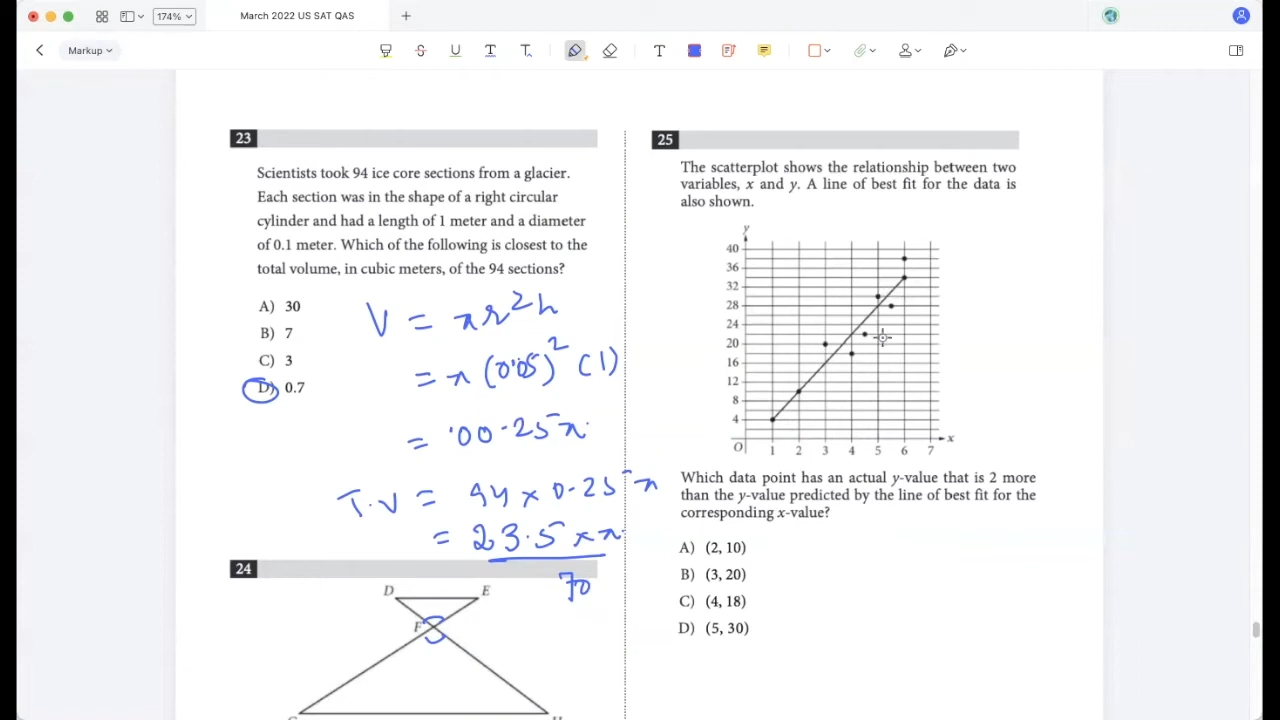 March 2022 US SAT QAS
174%
Markup
23
Scientists took 94 ice core sections from a glacier.
Each section was in the shape of a right circular
cylinder and had a length of 1 meter and a diameter
of 0.1 meter. Which of the following is closest to the
total volume, in cubic meters, of the 94 sections?
A) 30
B) 7
C) 3
D) 0.7
V = πr²h
= π (0.05)² (1)
= .00.25π
T.V = 94 × 0.25π
= 23.5 × π
70
24
D E
F
25
The scatterplot shows the relationship between two
variables, x and y. A line of best fit for the data is
also shown.
y
40
36
32
28
24
20
16
12
8
4
O 1 2 3 4 5 6 7 x
Which data point has an actual y-value that is 2 more
than the y-value predicted by the line of best fit for the
corresponding x-value?
A) (2, 10)
B) (3, 20)
C) (4, 18)
D) (5, 30)